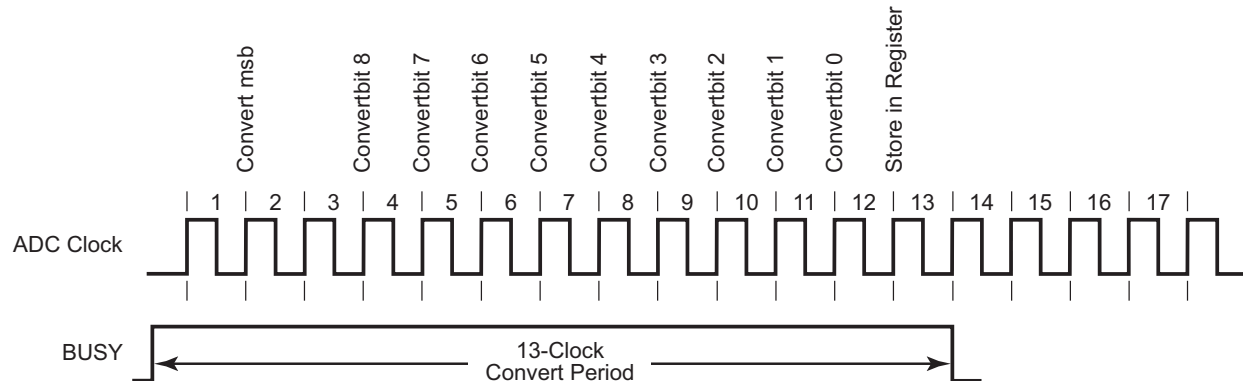 Convert msb
Convertbit 8
Convertbit 7
Convertbit 6
Convertbit 5
Convertbit 4
Convertbit 3
Convertbit 2
Convertbit 1
Convertbit 0
Store in Register
1 2 3 4 5 6 7 8 9 10 11 12 13 14 15 16 17
ADC Clock
BUSY
13-Clock
Convert Period